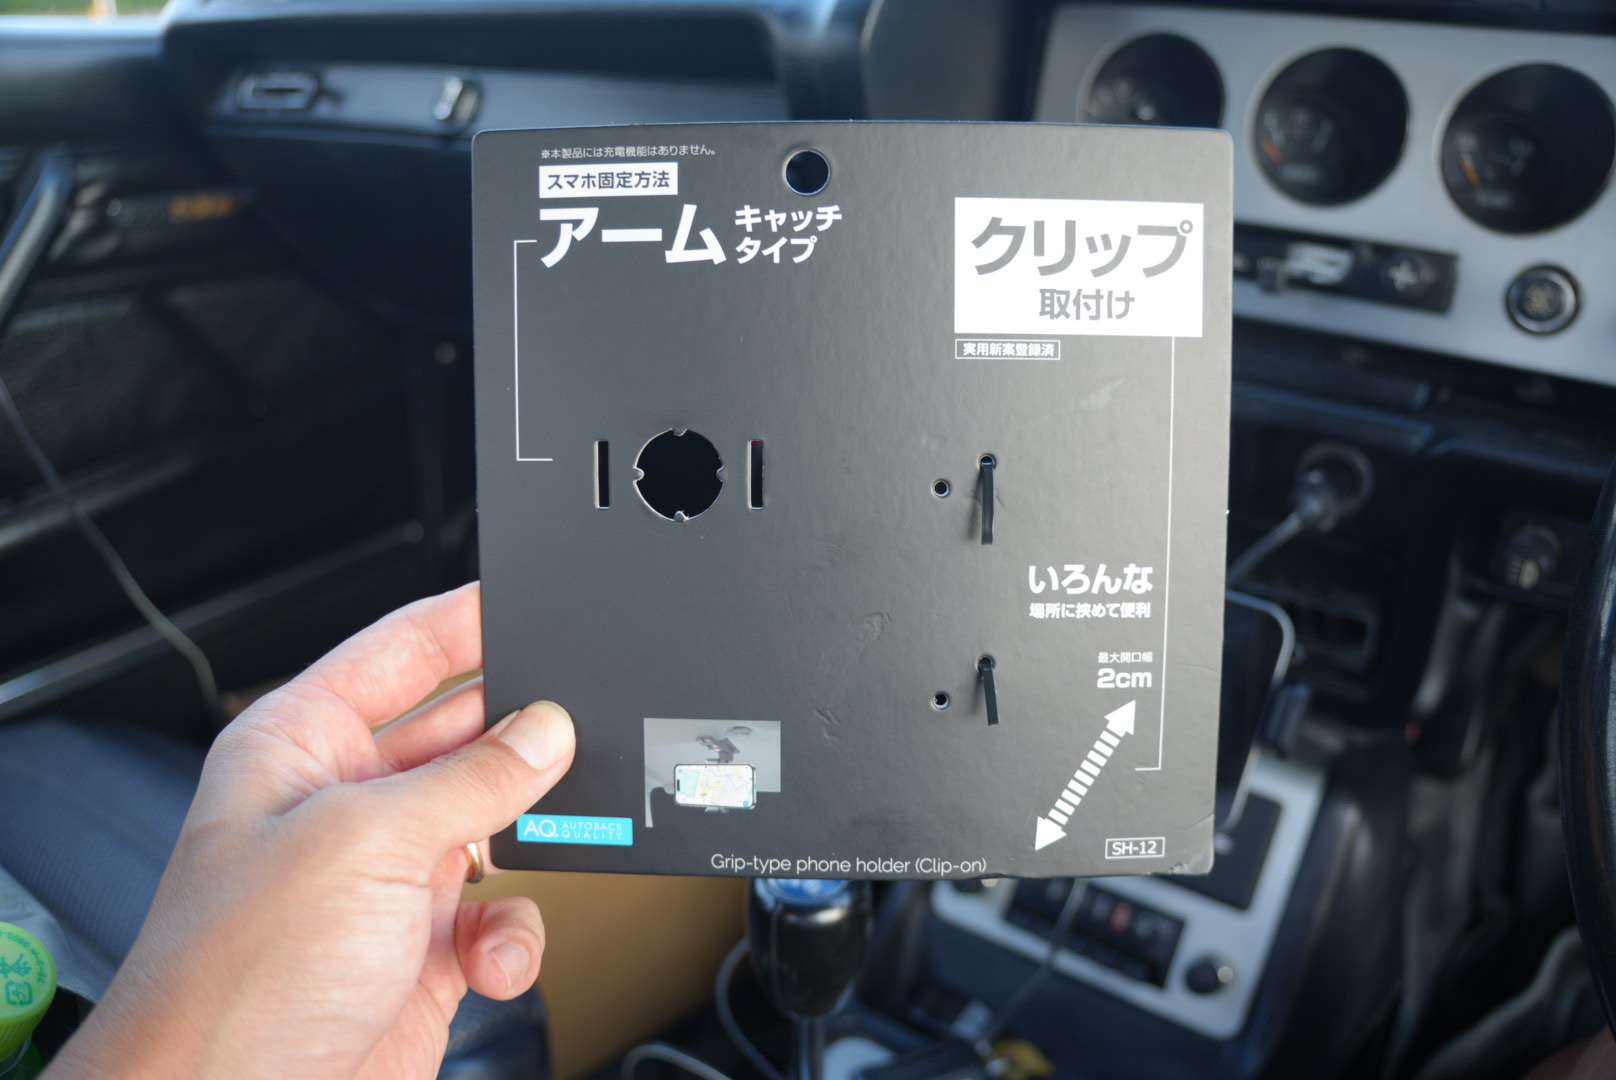 ※本製品には充電機能はありません。
スマホ固定方法
アーム
キャッチ
タイプ
クリップ
取付け
実用新案登録済
いろんな
場所に挟めて便利
最大開口幅
2cm
AQ. AUTOBACS
QUALITY
SH-12
Grip-type phone holder (Clip-on)